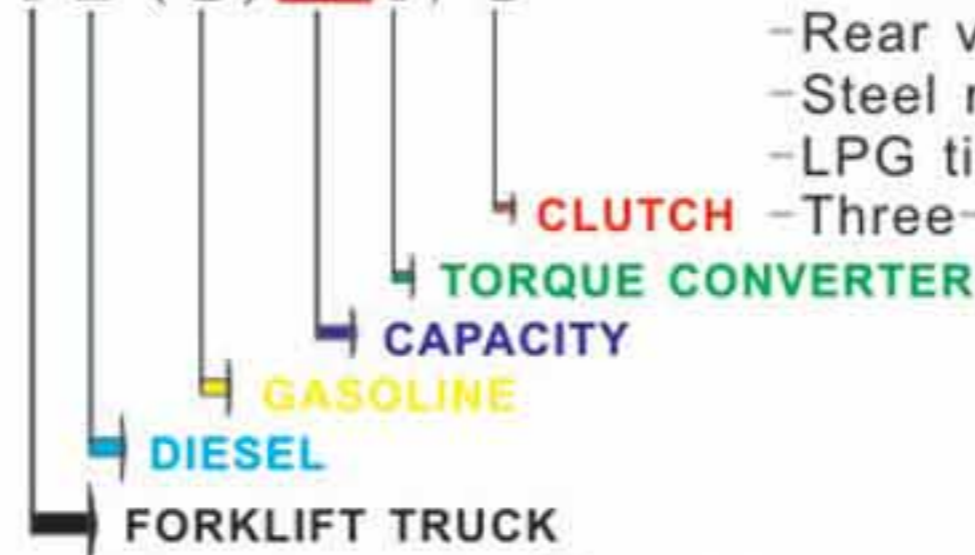 -Rear
-Steel
-LPG
CLUTCH -Three-
TORQUE CONVERTER
CAPACITY
GASOLINE
DIESEL
FORKLIFT TRUCK